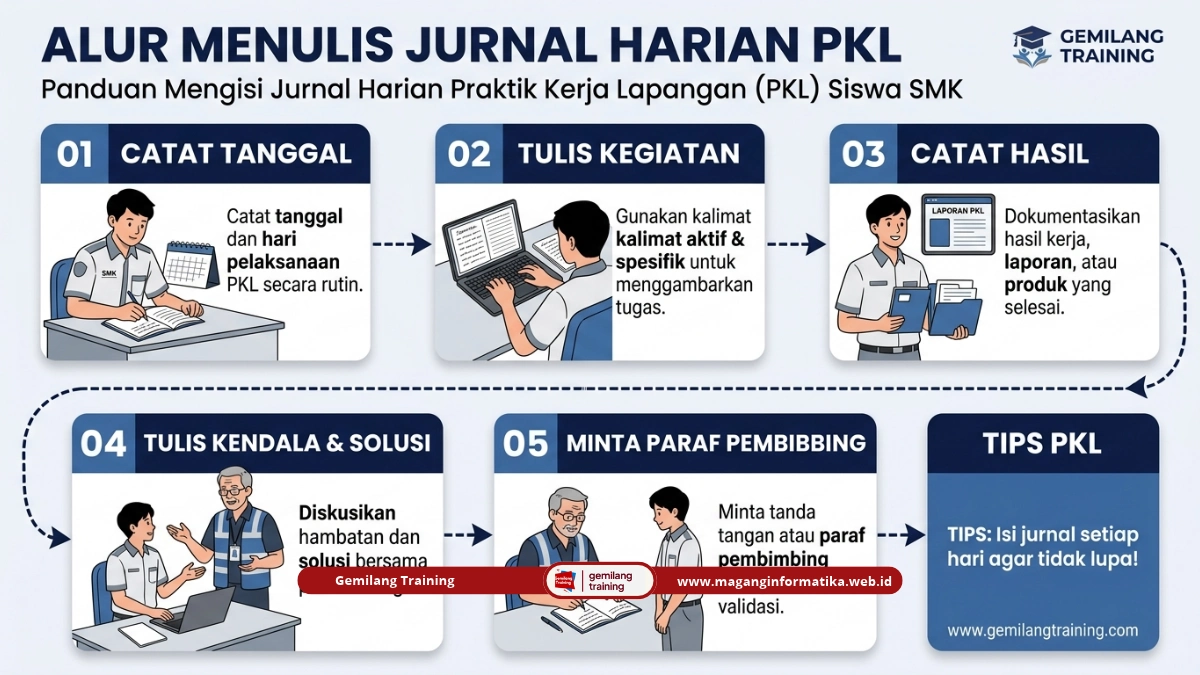 ALUR MENULIS JURNAL HARIAN PKL
Panduan Mengisi Jurnal Harian Praktik Kerja Lapangan (PKL) Siswa SMK
GEMILANG
TRAINING
01 CATAT TANGGAL
SMK
Catat tanggal
dan hari
pelaksanaan
PKL secara rutin.
02 TULIS KEGIATAN
Gunakan kalimat
kalimat aktif &
spesifik untuk
menggambarkan
tugas.
03 CATAT HASIL
LAPORAN PKL
Dokumentasikan
hasil kerja,
laporan, atau
produk yang
selesai.
04 TULIS KENDALA & SOLUSI
Diskusikan
hambatan dan
solusi bersama
05 MINTA PARAF PEMBIBBING
Minta tanda
tangan atau paraf
pembimbing
validasi.
TIPS PKL
TIPS: Isi jurnal setiap
hari agar tidak lupa!
www.gemilangtraining.com
Gemilang Training
Gemilang
Training
gemilang
training
www.maganginformatika.web.id